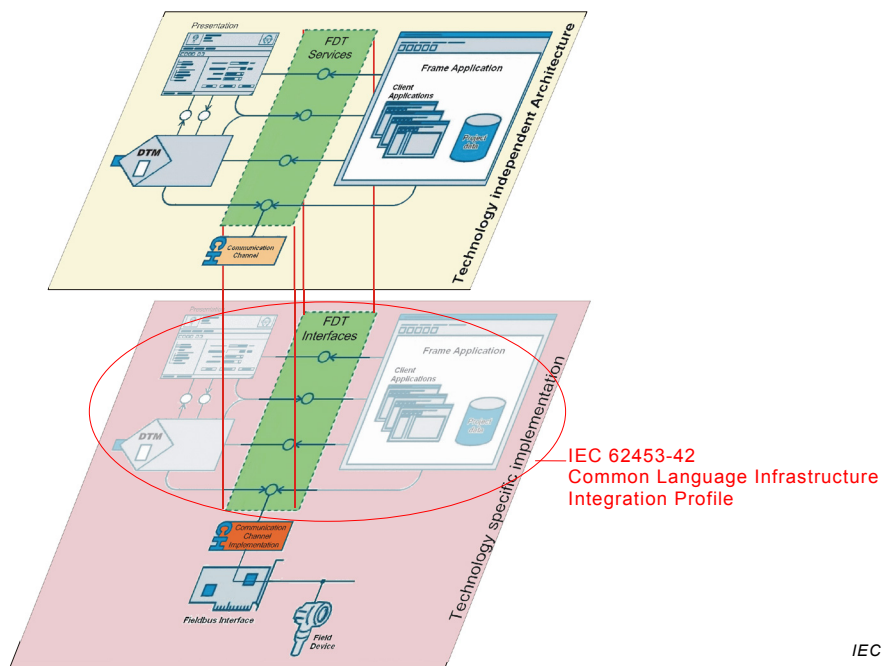 Presentation
FDT
Services
Frame Application
Client
Applications
Project
data
DTM
Communication
Channel
Technology independent Architecture
Presentation
FDT
Interfaces
Frame Application
Client
Applications
Project
data
DTM
Communication
Channel
Implementation
Fieldbus Interface
Field
Device
Technology specific implementation
IEC 62453-42
Common Language Infrastructure
Integration Profile
IEC